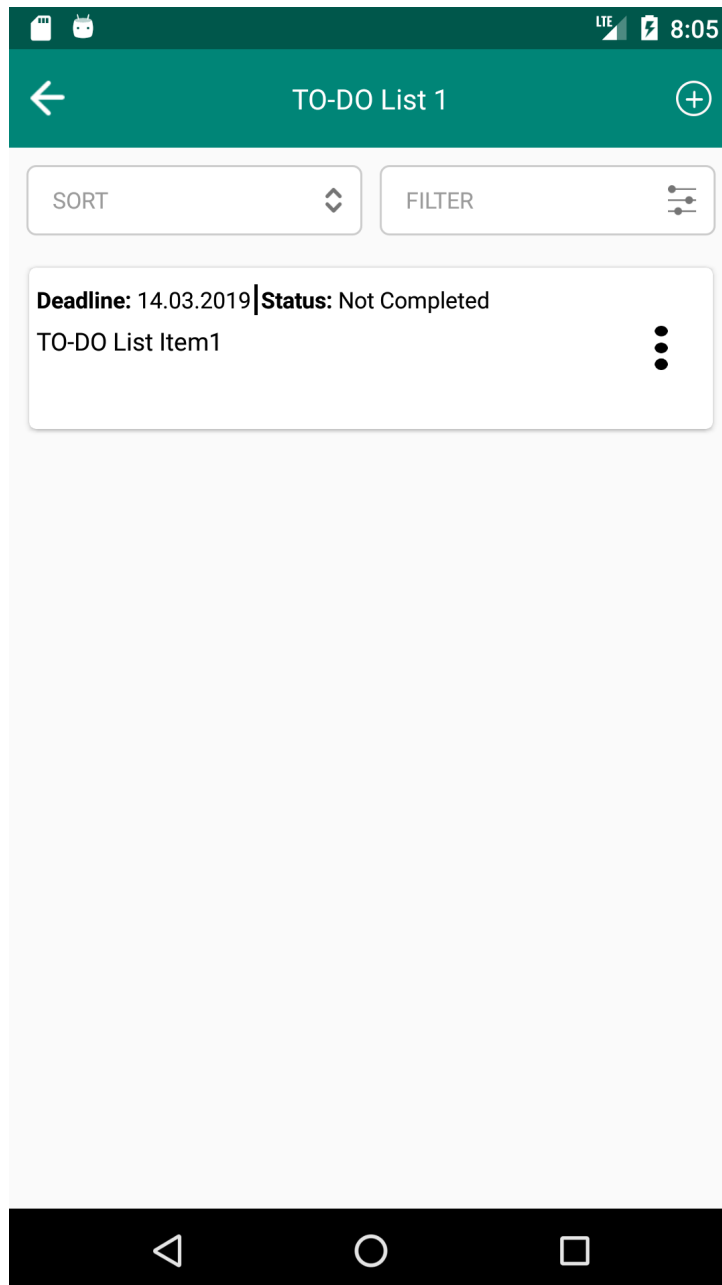 LTE 8:05
TO-DO List 1
SORT FILTER
Deadline: 14.03.2019 Status: Not Completed
TO-DO List Item1